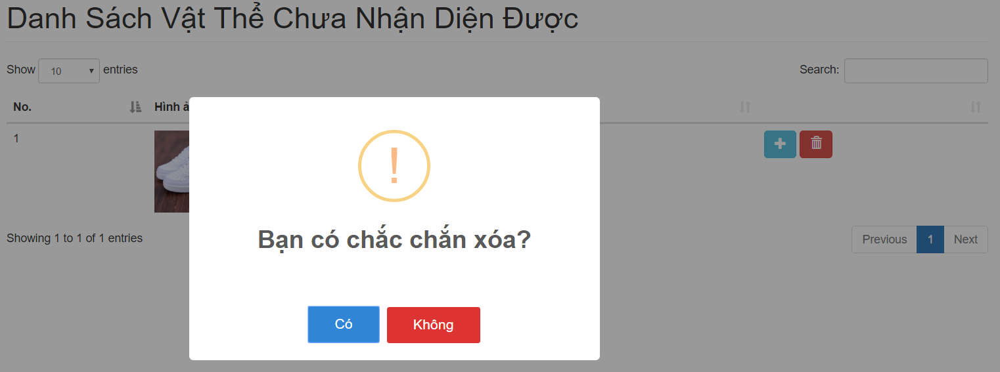 Danh Sách Vật Thể Chưa Nhận Diện Được
Show 10 entries
Search:
No. Hình ả
1
Bạn có chắc chắn xóa?
Showing 1 to 1 of 1 entries
Previous 1 Next
Có Không